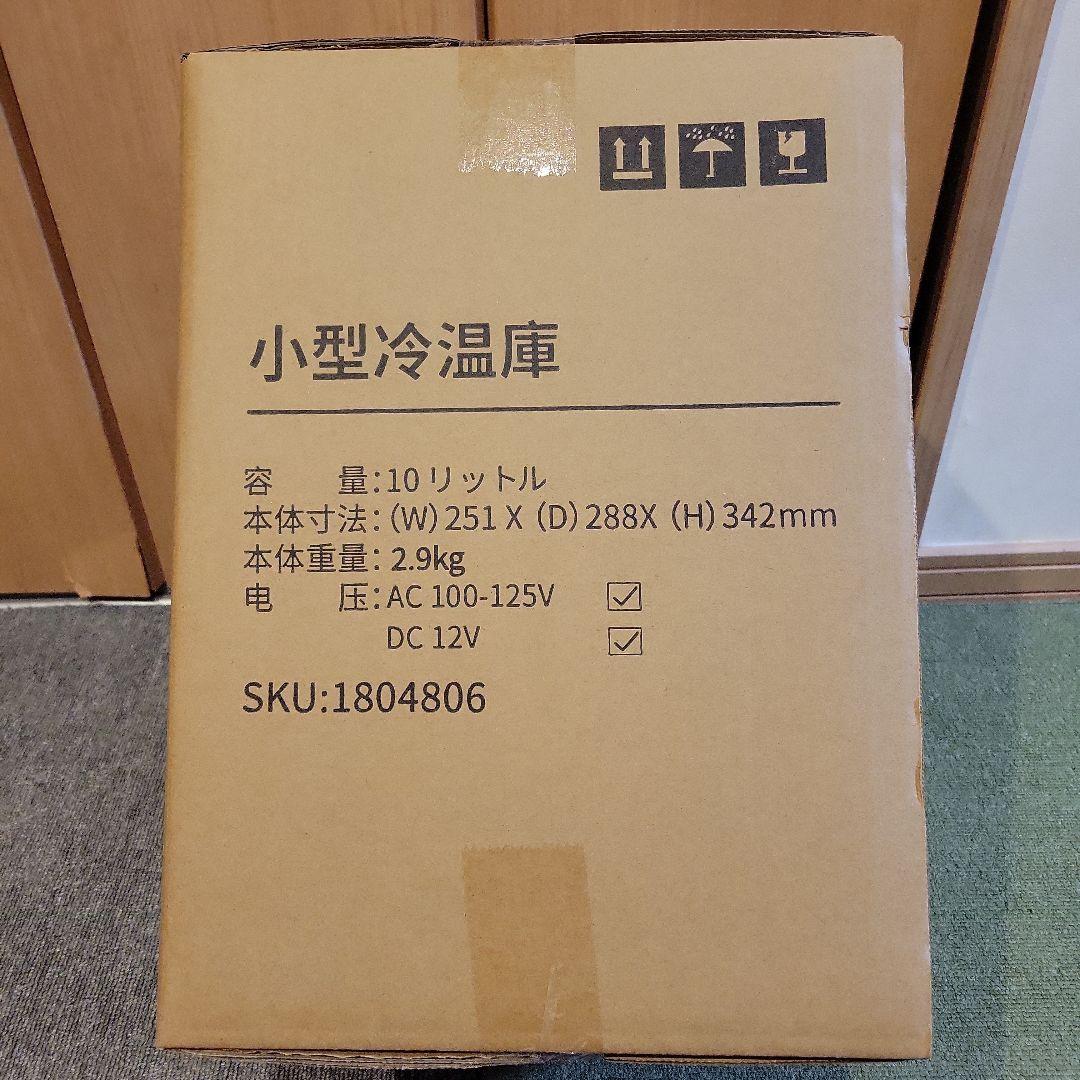 小型冷温庫
容 量：10リットル
本体寸法：（W）251 X（D）288X（H）342mm
本体重量：2.9kg
电 压：AC 100-125V
DC 12V
SKU:1804806